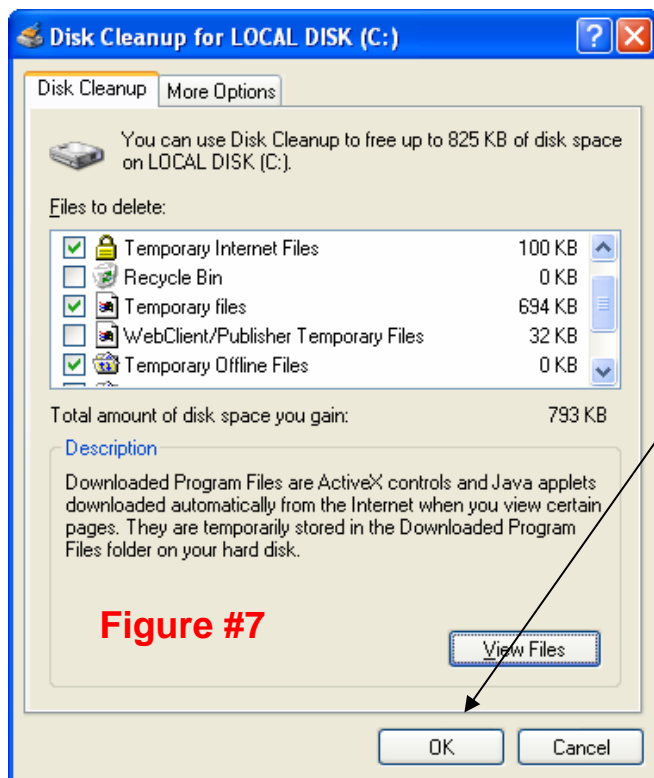 Disk Cleanup for LOCAL DISK (C:)
Disk Cleanup
More Options
You can use Disk Cleanup to free up to 825 KB of disk space
on LOCAL DISK (C:).
Files to delete:
Temporary Internet Files 100 KB
Recycle Bin 0 KB
Temporary files 694 KB
WebClient/Publisher Temporary Files 32 KB
Temporary Offline Files 0 KB
Total amount of disk space you gain: 793 KB
Description
Downloaded Program Files are ActiveX controls and Java applets
downloaded automatically from the Internet when you view certain
pages. They are temporarily stored in the Downloaded Program
Files folder on your hard disk.
Figure #7
View Files
OK
Cancel